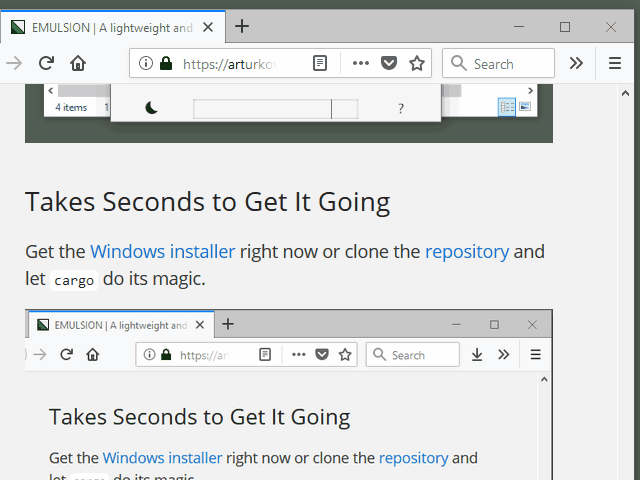 EMULSION | A lightweight and
https://arturko
Search
4 items
?
Takes Seconds to Get It Going
Get the Windows installer right now or clone the repository and
let cargo do its magic.
EMULSION | A lightweight and
https://ar
Search
Takes Seconds to Get It Going
Get the Windows installer right now or clone the repository and
let cargo do its magic.